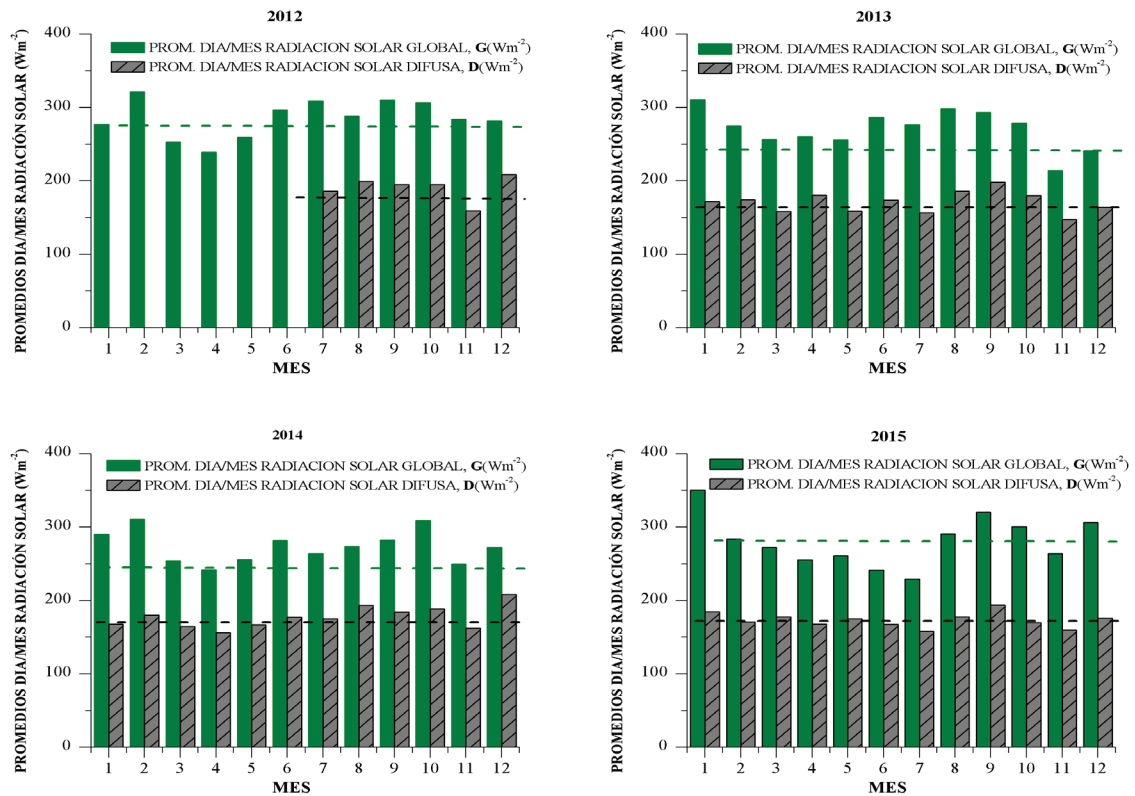 2012
PROMEDIOS DIA/MES RADIACIÓN SOLAR (Wm-2)
400
300
200
100
0
PROM. DIA/MES RADIACION SOLAR GLOBAL, G(Wm-2)
PROM. DIA/MES RADIACION SOLAR DIFUSA, D(Wm-2)
1 2 3 4 5 6 7 8 9 10 11 12
MES
2013
PROMEDIOS DIA/MES RADIACIÓN SOLAR (Wm-2)
400
300
200
100
0
PROM. DIA/MES RADIACION SOLAR GLOBAL, G(Wm-2)
PROM. DIA/MES RADIACION SOLAR DIFUSA, D(Wm-2)
1 2 3 4 5 6 7 8 9 10 11 12
MES
2014
PROMEDIOS DIA/MES RADIACIÓN SOLAR (Wm-2)
400
300
200
100
0
PROM. DIA/MES RADIACION SOLAR GLOBAL, G(Wm-2)
PROM. DIA/MES RADIACION SOLAR DIFUSA, D(Wm-2)
1 2 3 4 5 6 7 8 9 10 11 12
MES
2015
PROMEDIOS DIA/MES RADIACIÓN SOLAR (Wm-2)
400
300
200
100
0
PROM. DIA/MES RADIACION SOLAR GLOBAL, G(Wm-2)
PROM. DIA/MES RADIACION SOLAR DIFUSA, D(Wm-2)
1 2 3 4 5 6 7 8 9 10 11 12
MES